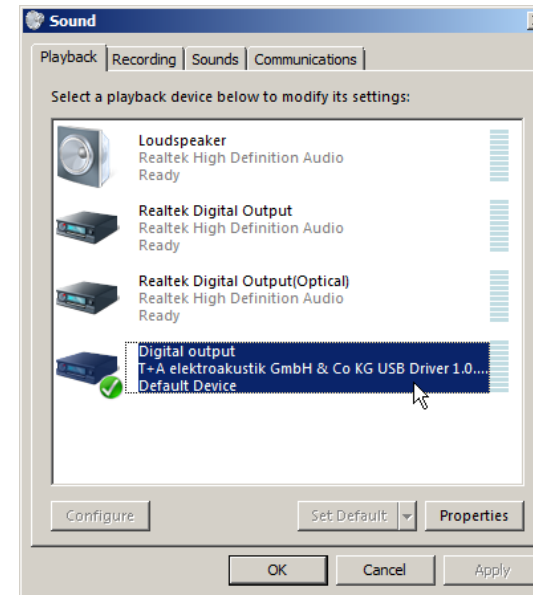 Sound
Playback Recording Sounds Communications
Select a playback device below to modify its settings:
Loudspeaker
Realtek High Definition Audio
Ready
Realtek Digital Output
Realtek High Definition Audio
Ready
Realtek Digital Output(Optical)
Realtek High Definition Audio
Ready
Digital output
T+A elektroakustik GmbH & Co KG USB Driver 1.0....
Default Device
Configure Set Default Properties
OK Cancel Apply